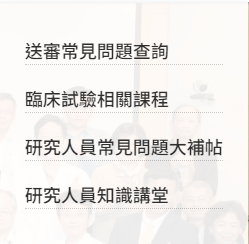 送審常見問題查詢
臨床試驗相關課程
研究人員常見問題大補帖
研究人員知識講堂